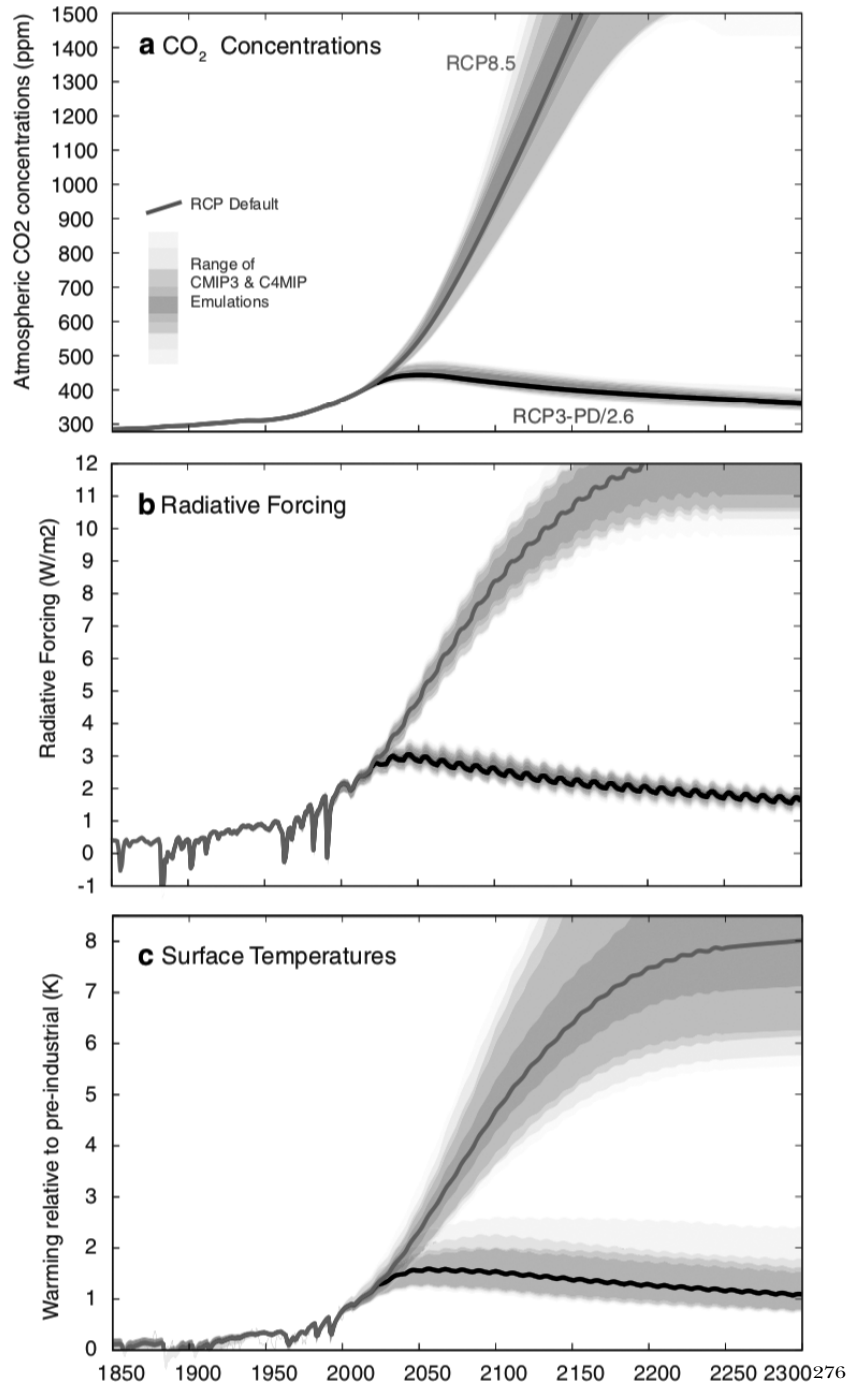 a CO2 Concentrations
Atmospheric CO2 concentrations (ppm)
1500
1400
1300
1200
1100
1000
900
800
700
600
500
400
300
RCP8.5
RCP Default
Range of
CMIP3 & C4MIP
Emulations
RCP3-PD/2.6
b Radiative Forcing
Radiative Forcing (W/m2)
12
11
10
9
8
7
6
5
4
3
2
1
0
-1
c Surface Temperatures
Warming relative to pre-industrial (K)
8
7
6
5
4
3
2
1
0
1850 1900 1950 2000 2050 2100 2150 2200 2250 2300
276